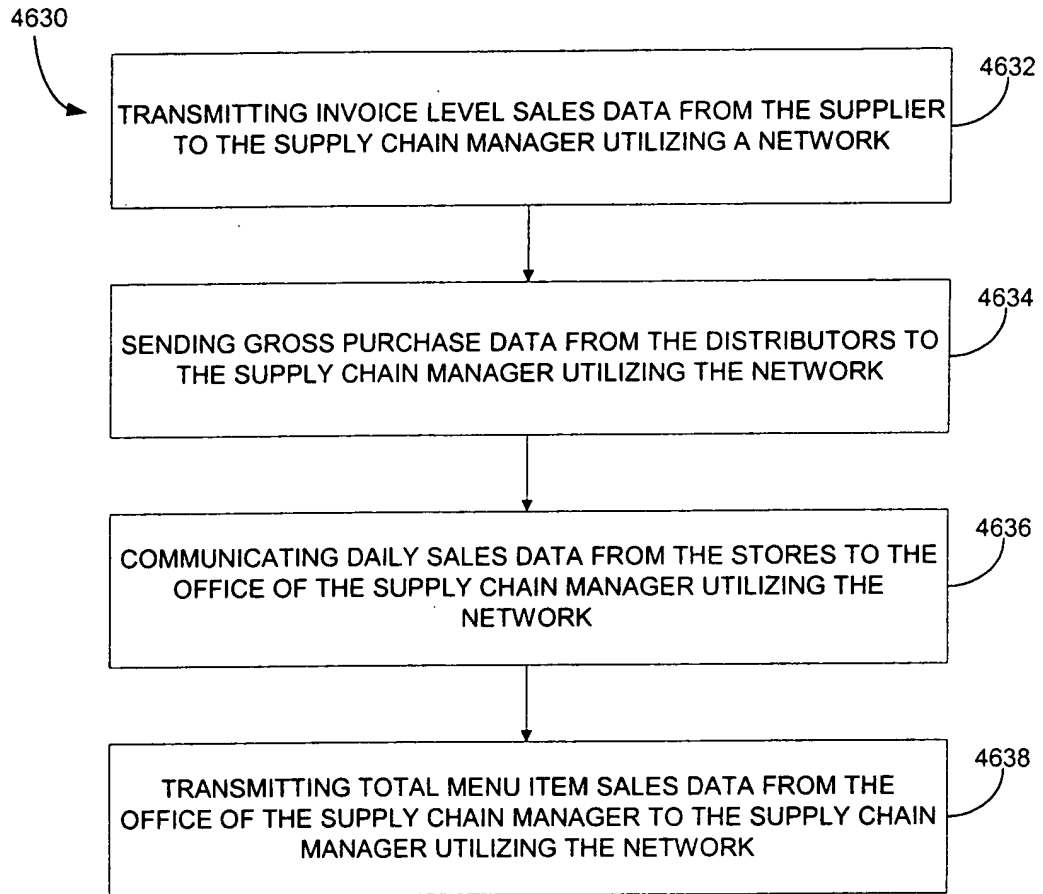 4630
4632
TRANSMITTING INVOICE LEVEL SALES DATA FROM THE SUPPLIER
TO THE SUPPLY CHAIN MANAGER UTILIZING A NETWORK
4634
SENDING GROSS PURCHASE DATA FROM THE DISTRIBUTORS TO
THE SUPPLY CHAIN MANAGER UTILIZING THE NETWORK
4636
COMMUNICATING DAILY SALES DATA FROM THE STORES TO THE
OFFICE OF THE SUPPLY CHAIN MANAGER UTILIZING THE
NETWORK
4638
TRANSMITTING TOTAL MENU ITEM SALES DATA FROM THE
OFFICE OF THE SUPPLY CHAIN MANAGER TO THE SUPPLY CHAIN
MANAGER UTILIZING THE NETWORK